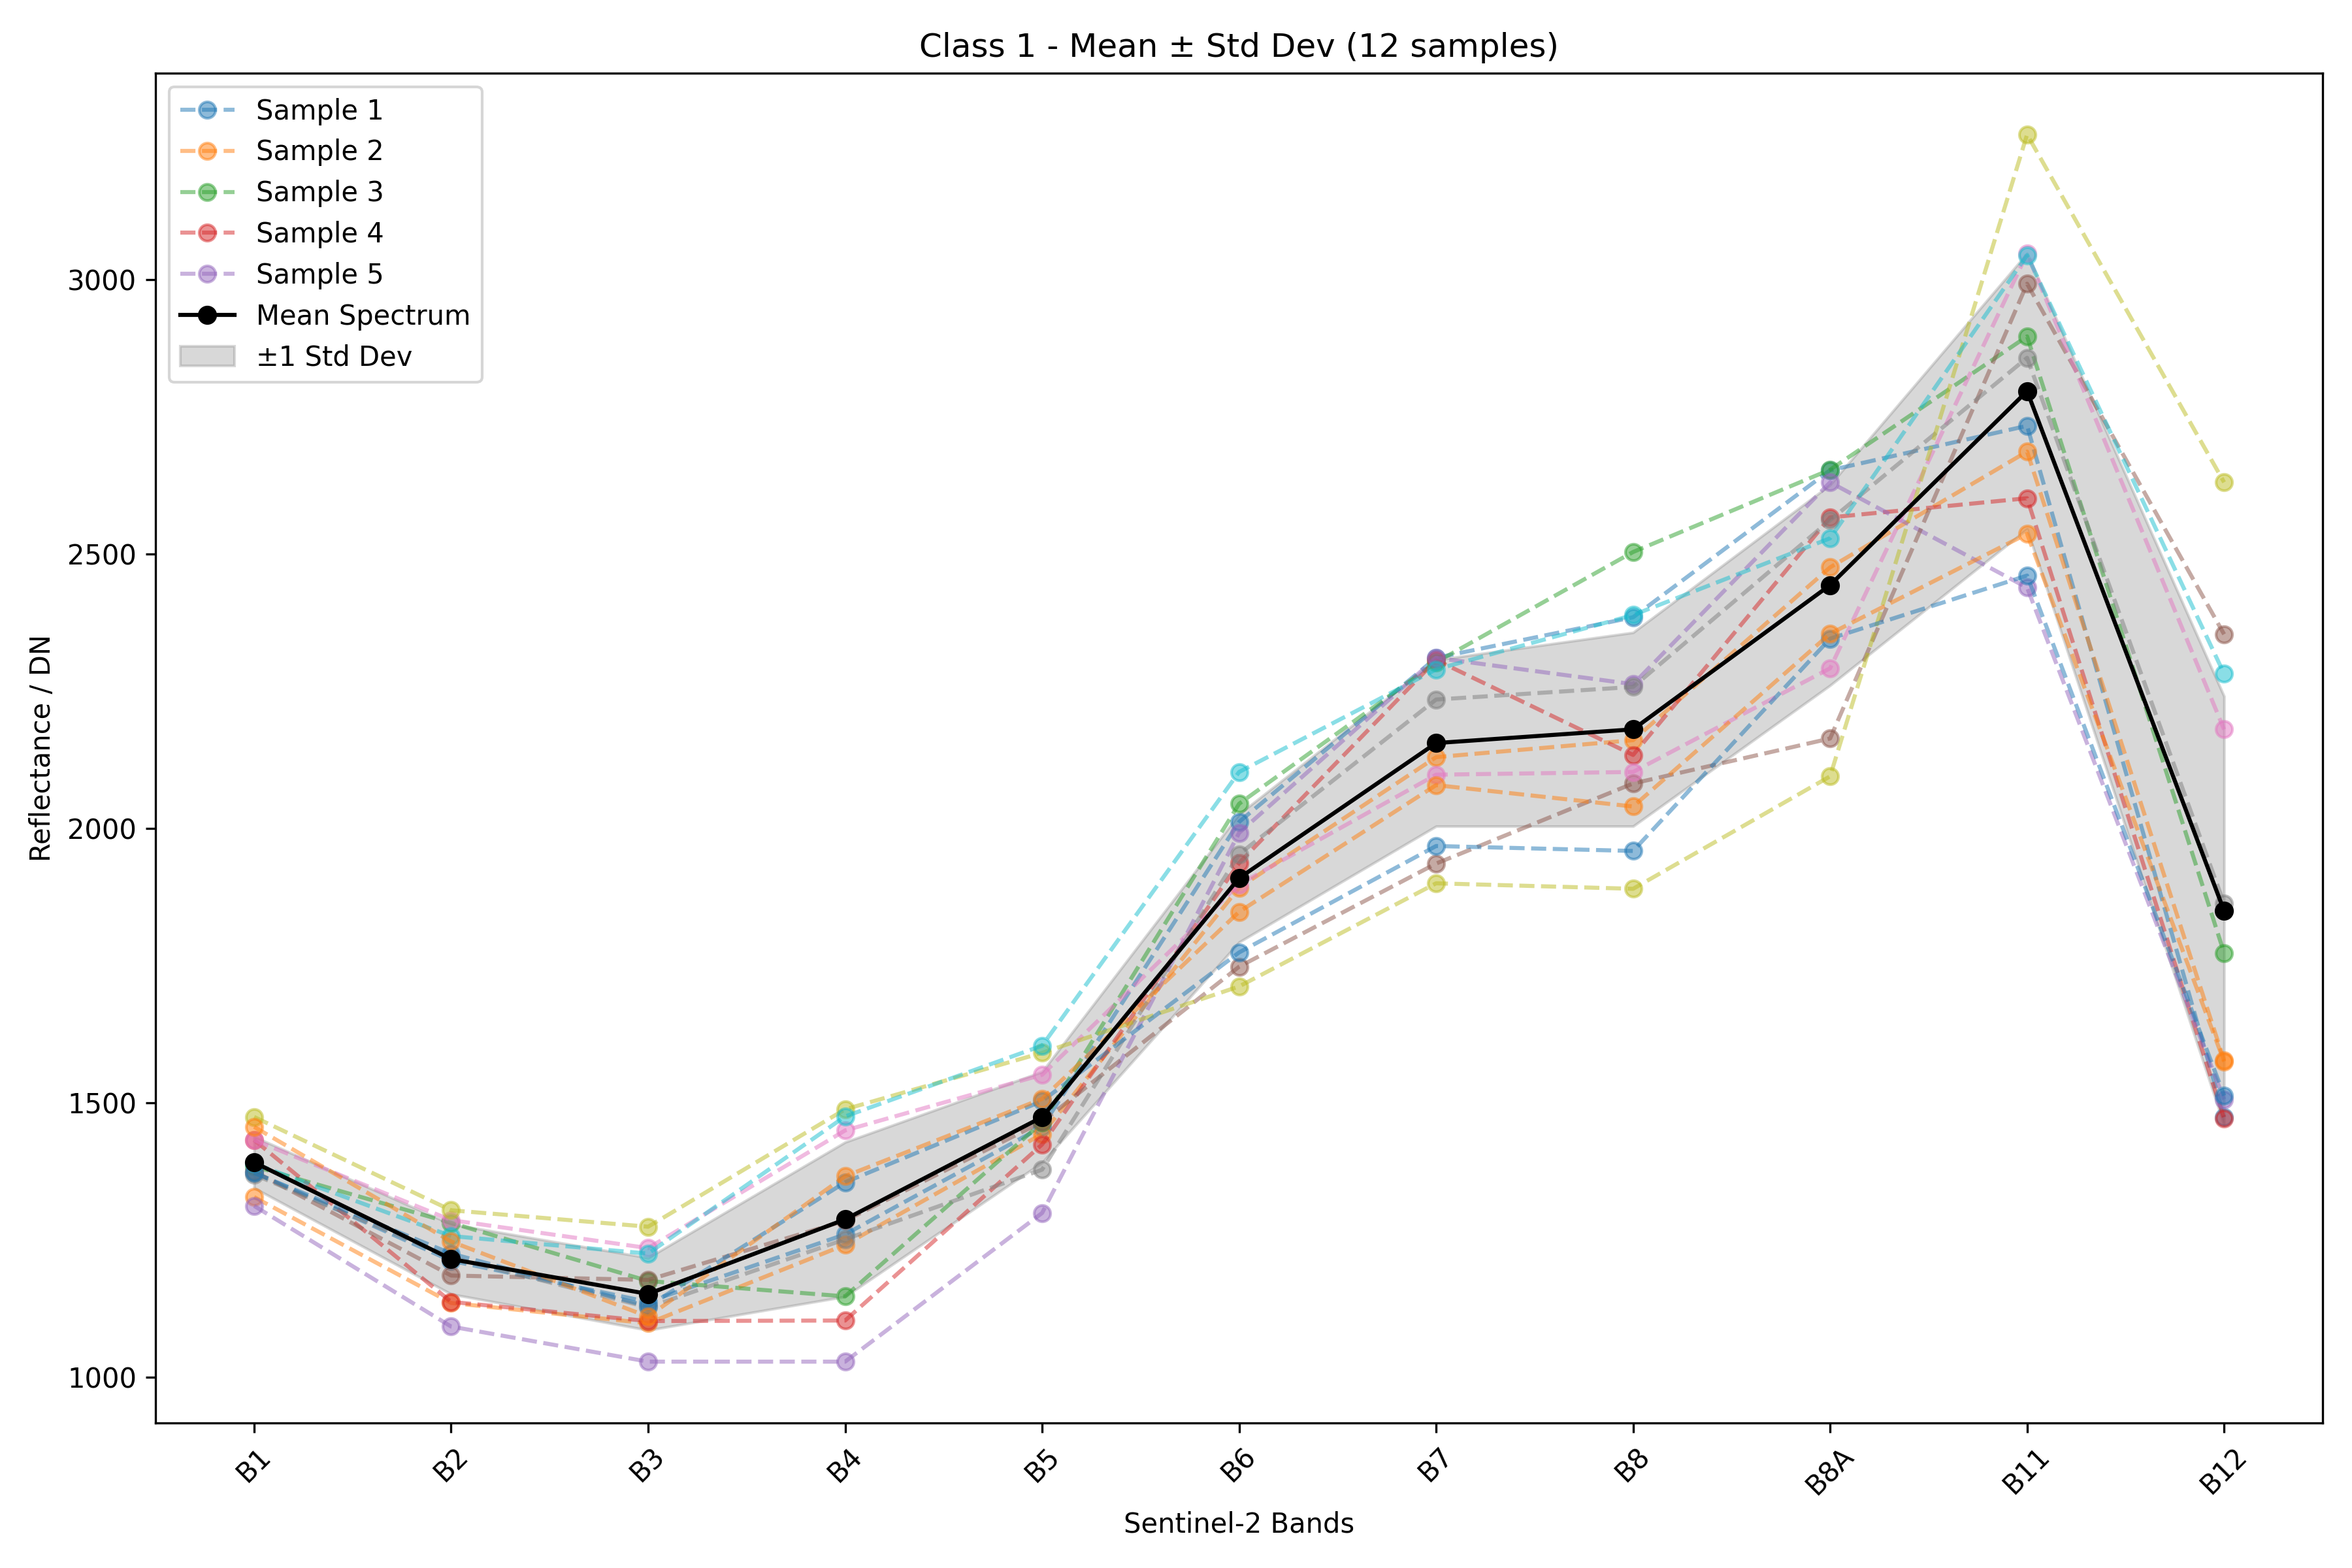 Class 1 - Mean ± Std Dev (12 samples)
Sample 1
Sample 2
Sample 3
Sample 4
Sample 5
Mean Spectrum
±1 Std Dev
Reflectance / DN
3000
2500
2000
1500
1000
B1 B2 B3 B4 B5 B6 B7 B8 B8A B11 B12
Sentinel-2 Bands